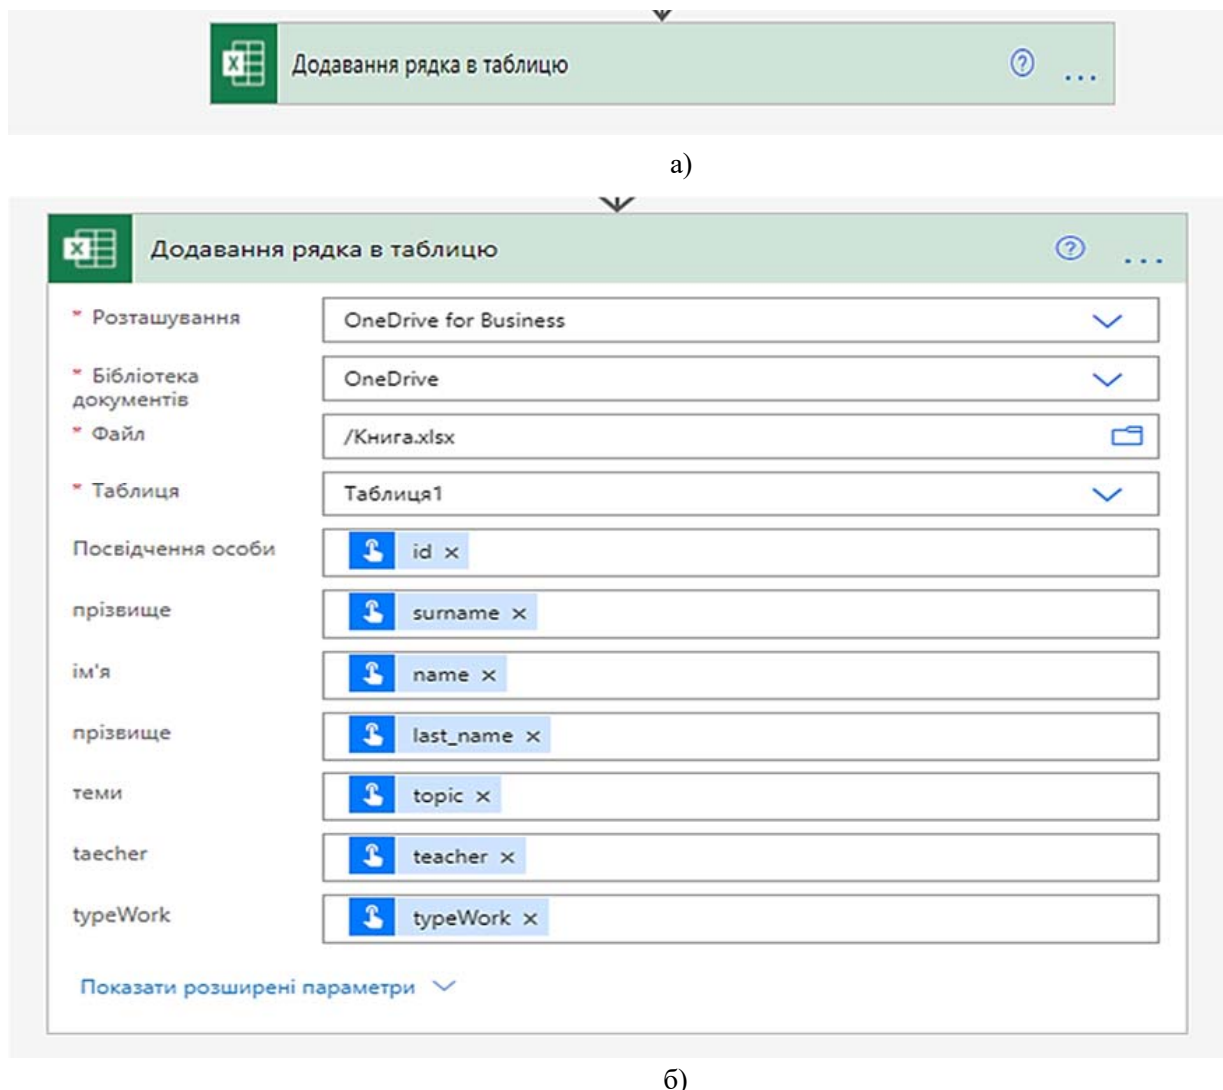 Додавання рядка в таблицю
а)
Додавання рядка в таблицю
* Розташування
OneDrive for Business
* Бібліотека
документів
OneDrive
* Файл
/Книга.xlsx
* Таблиця
Таблиця1
Посвідчення особи
id ×
прізвище
surname ×
ім'я
name ×
прізвище
last_name ×
теми
topic ×
taecher
teacher ×
typeWork
typeWork ×
Показати розширені параметри
б)